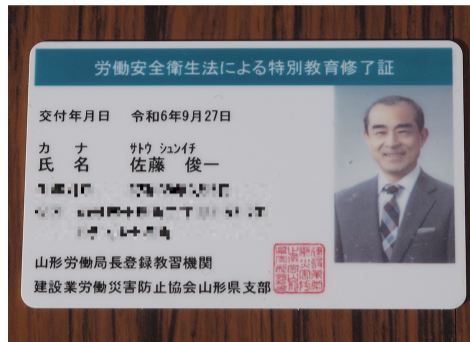 労働安全衛生法による特別教育修了証
交付年月日 令和6年9月27日
カナ サトウ シュンイチ
氏名 佐藤 俊一
山形労働局長登録教習機関
建設業労働災害防止協会山形県支部